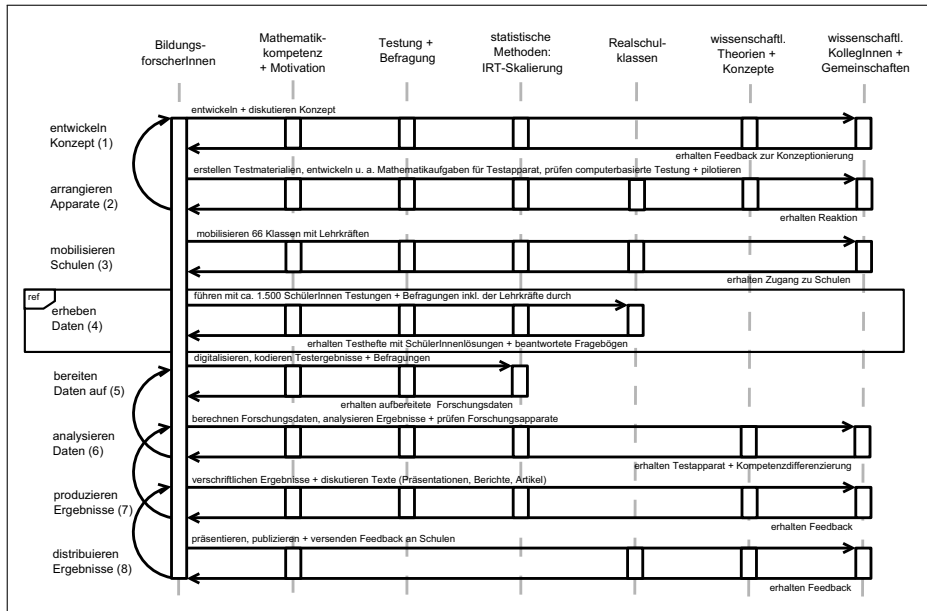 Bildungs-
forscherInnen
Mathematik-
kompetenz
+ Motivation
Testung +
Befragung
statistische
Methoden:
IRT-Skalierung
Realschul-
klassen
wissenschaftl.
Theorien +
Konzepte
wissenschaftl.
KollegInnen +
Gemeinschaften
entwickeln
Konzept (1)
entwickeln + diskutieren Konzept
erhalten Feedback zur Konzeptionierung
arrangieren
Apparate (2)
erstellen Testmaterialien, entwickeln u. a. Mathematikaufgaben für Testapparat, prüfen computerbasierte Testung + pilotieren
erhalten Reaktion
mobilisieren
Schulen (3)
mobilisieren 66 Klassen mit Lehrkräften
erhalten Zugang zu Schulen
ref
erheben
Daten (4)
führen mit ca. 1.500 SchülerInnen Testungen + Befragungen inkl. der Lehrkräfte durch
erhalten Testhefte mit SchülerInnenlösungen + beantwortete Fragebögen
bereiten
Daten auf (5)
digitalisieren, kodieren Testergebnisse + Befragungen
erhalten aufbereitete Forschungsdaten
analysieren
Daten (6)
berechnen Forschungsdaten, analysieren Ergebnisse + prüfen Forschungsapparate
erhalten Testapparat + Kompetenzdifferenzierung
produzieren
Ergebnisse (7)
verschriftlichen Ergebnisse + diskutieren Texte (Präsentationen, Berichte, Artikel)
erhalten Feedback
distribuieren
Ergebnisse (8)
präsentieren, publizieren + versenden Feedback an Schulen
erhalten Feedback